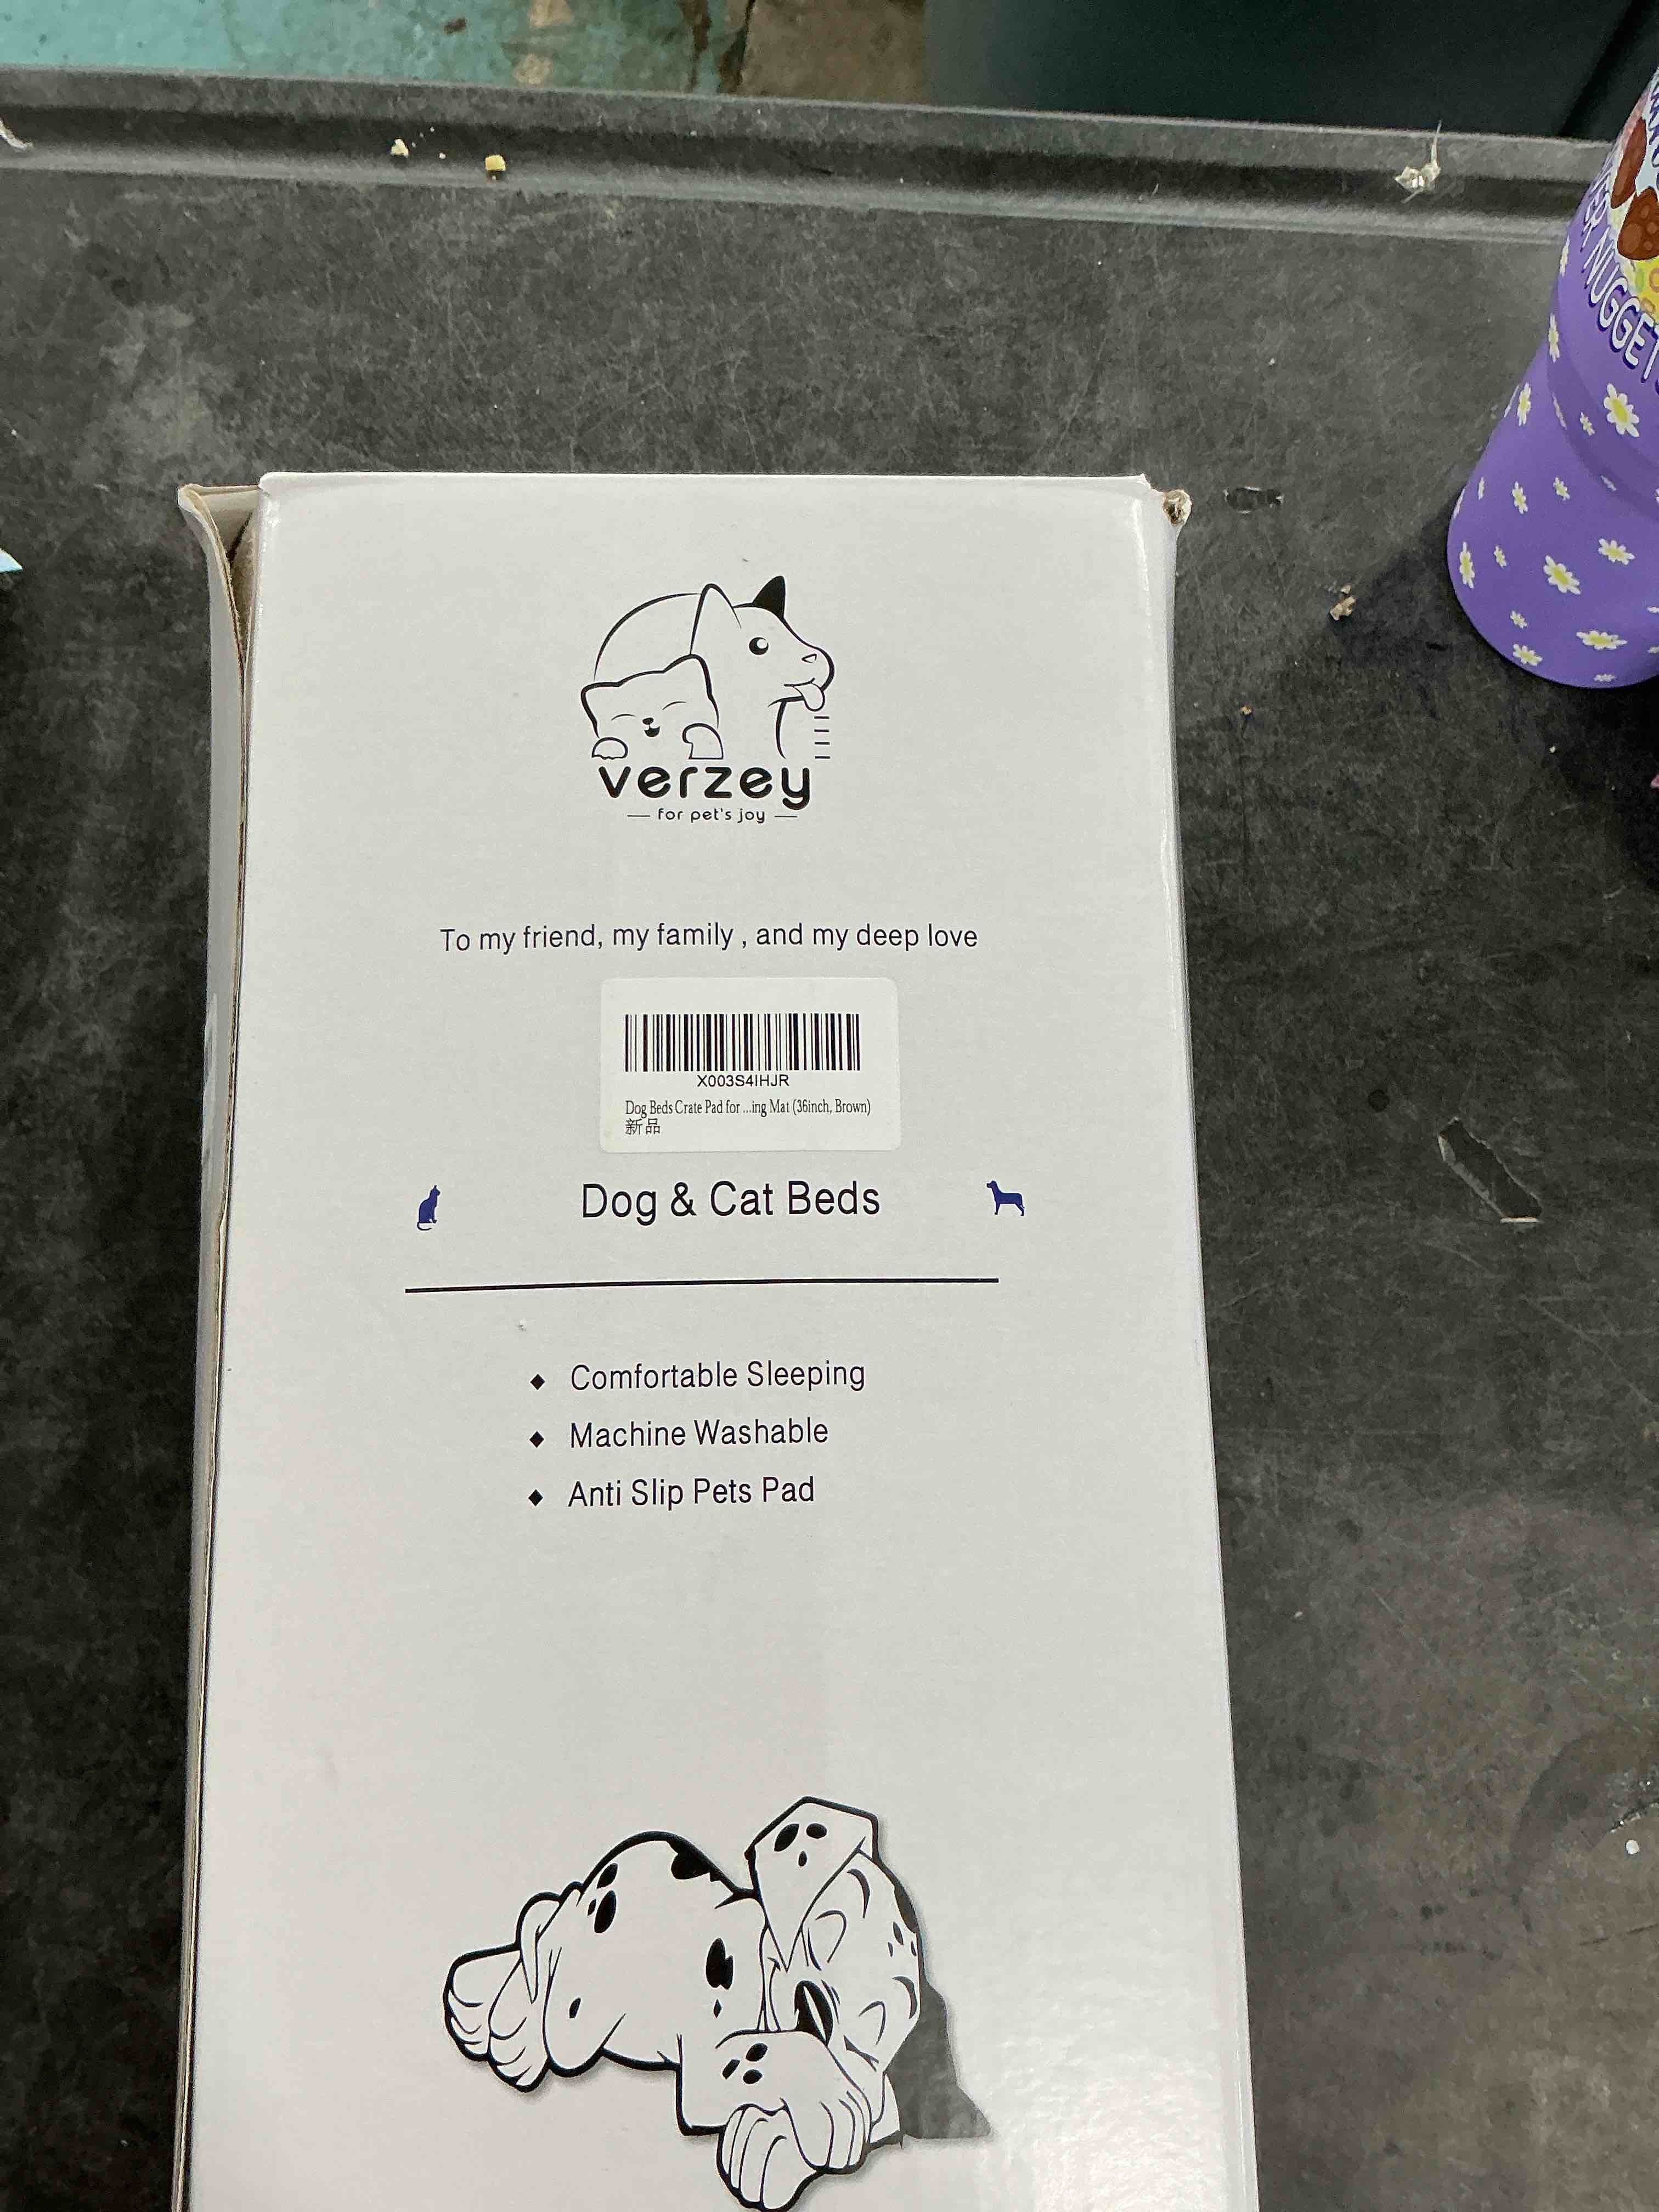 verzey
for pet's joy
To my friend, my family , and my deep love
X003S4IHJR
Dog Beds Crate Pad for ...ing Mat (36inch, Brown)
新品
Dog & Cat Beds
Comfortable Sleeping
Machine Washable
Anti Slip Pets Pad